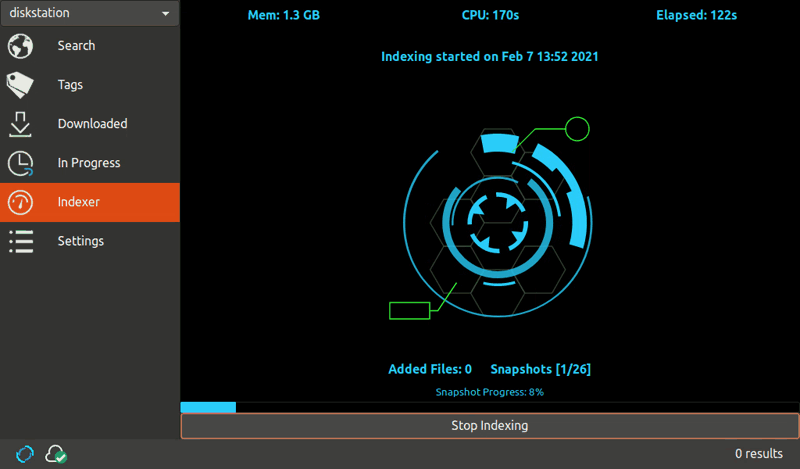 diskstation
Search
Tags
Downloaded
In Progress
Indexer
Settings
Mem: 1.3 GB CPU: 170s Elapsed: 122s
Indexing started on Feb 7 13:52 2021
Added Files: 0 Snapshots [1/26]
Snapshot Progress: 8%
Stop Indexing
0 results